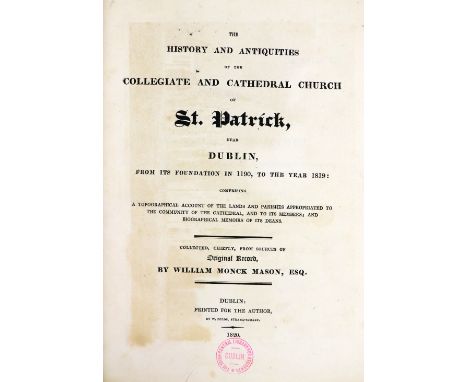 THE
HISTORY AND ANTIQUITIES
OF THE
COLLEGIATE AND CATHEDRAL CHURCH
OF
St. Patrick,
NEAR
DUBLIN,
FROM ITS FOUNDATION IN 1190, TO THE YEAR 1819:
COMPRISING
A TOPOGRAPHICAL ACCOUNT OF THE LANDS AND PARISHES APPROPRIATED TO
THE COMMUNITY OF THE CATHEDRAL, AND TO ITS MEMBERS; AND
BIOGRAPHICAL MEMOIRS OF ITS DEANS.
COLLECTED, CHIEFLY, FROM SOURCES OF
Original Record,
BY WILLIAM MONCK MASON, ESQ.
DUBLIN:
PRINTED FOR THE AUTHOR,
1820.
DUBLIN